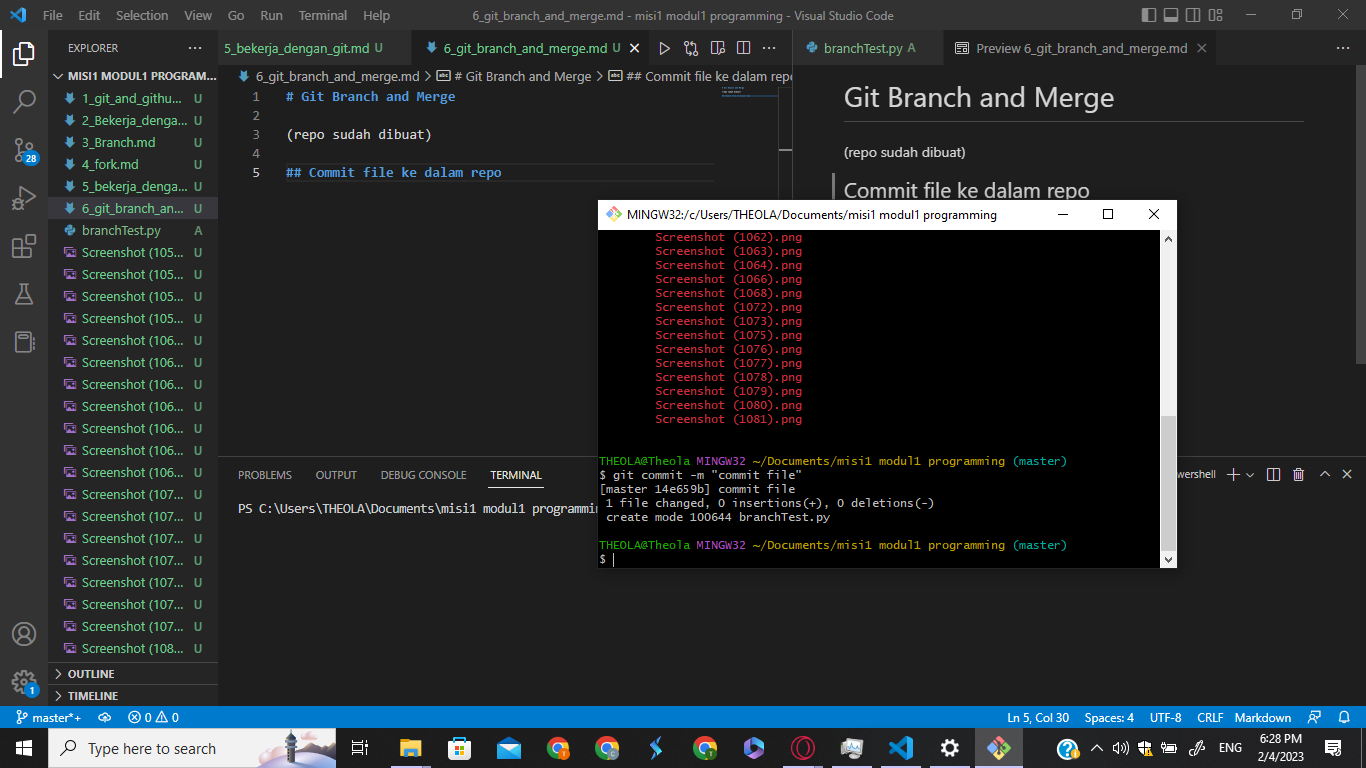 File Edit Selection View Go Run Terminal Help 6_git_branch_and_merge.md - misi1 modul1 programming - Visual Studio Code
EXPLORER
MISI1 MODUL1 PROGRAM...
1_git_and_githu... U
2_Bekerja_denga... U
3_Branch.md U
4_fork.md U
5_bekerja_denga... U
6_git_branch_an... U
branchTest.py A
Screenshot (105... U
Screenshot (105... U
Screenshot (105... U
Screenshot (105... U
Screenshot (106... U
Screenshot (106... U
Screenshot (106... U
Screenshot (106... U
Screenshot (106... U
Screenshot (106... U
Screenshot (106... U
Screenshot (107... U
Screenshot (107... U
Screenshot (107... U
Screenshot (107... U
Screenshot (107... U
Screenshot (107... U
Screenshot (107... U
Screenshot (108... U
OUTLINE
TIMELINE
28
1
5_bekerja_dengan_git.md U
6_git_branch_and_merge.md U
6_git_branch_and_merge.md > # Git Branch and Merge > ## Commit file ke dalam repo
1 # Git Branch and Merge
2
3 (repo sudah dibuat)
4
5 ## Commit file ke dalam repo
branchTest.py A
Preview 6_git_branch_and_merge.md
Git Branch and Merge
(repo sudah dibuat)
Commit file ke dalam repo
MINGW32:/c/Users/THEOLA/Documents/misi1 modul1 programming
Screenshot (1062).png
Screenshot (1063).png
Screenshot (1064).png
Screenshot (1066).png
Screenshot (1068).png
Screenshot (1072).png
Screenshot (1073).png
Screenshot (1075).png
Screenshot (1076).png
Screenshot (1077).png
Screenshot (1078).png
Screenshot (1079).png
Screenshot (1080).png
Screenshot (1081).png
THEOLA@Theola MINGW32 ~/Documents/misi1 modul1 programming (master)
$ git commit -m "commit file"
[master 14e659b] commit file
1 file changed, 0 insertions(+), 0 deletions(-)
create mode 100644 branchTest.py
THEOLA@Theola MINGW32 ~/Documents/misi1 modul1 programming (master)
$
PROBLEMS OUTPUT DEBUG CONSOLE TERMINAL
wershell
PS C:\Users\THEOLA\Documents\misi1 modul1 programmin
master*+ 0 0
Ln 5, Col 30 Spaces: 4 UTF-8 CRLF Markdown
Type here to search
ENG
6:28 PM
2/4/2023